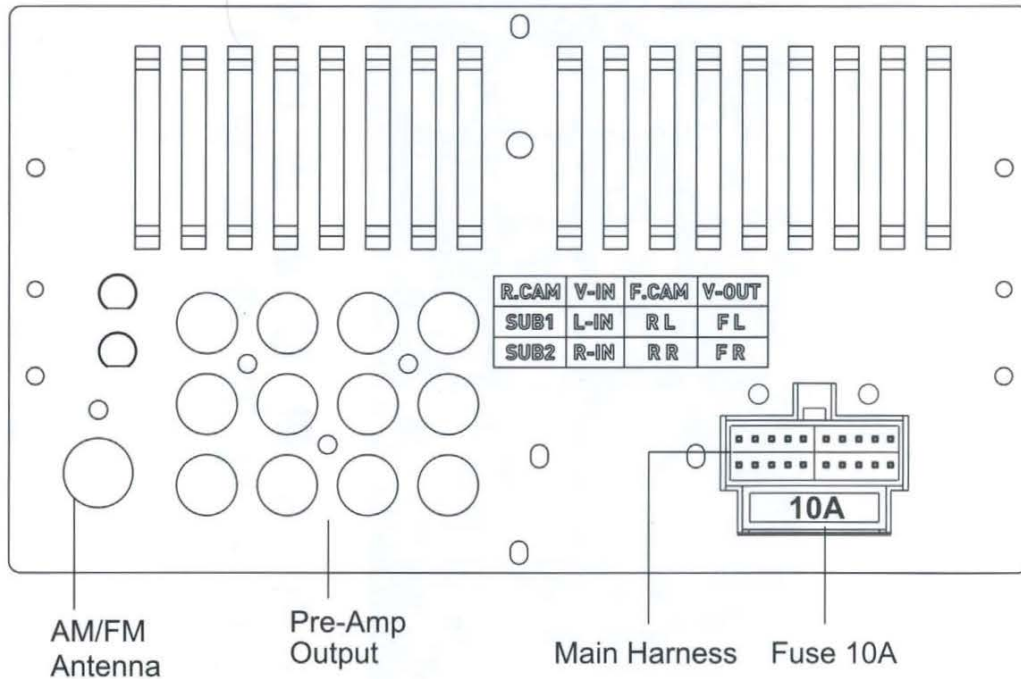 R.CAM V-IN F.CAM V-OUT
SUB1 L-IN R L F L
SUB2 R-IN R R F R
10A
AM/FM
Antenna
Pre-Amp
Output
Main Harness
Fuse 10A